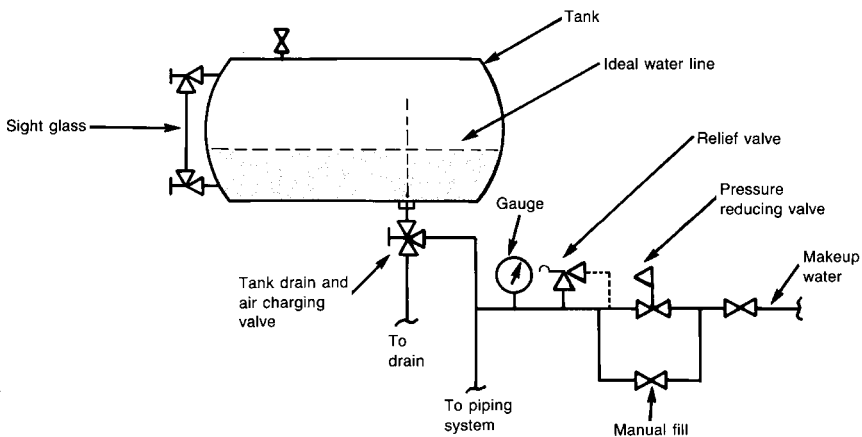 Tank
Ideal water line
Sight glass
Relief valve
Pressure
reducing valve
Gauge
Makeup
water
Tank drain and
air charging
valve
To
drain
To piping
system
Manual fill